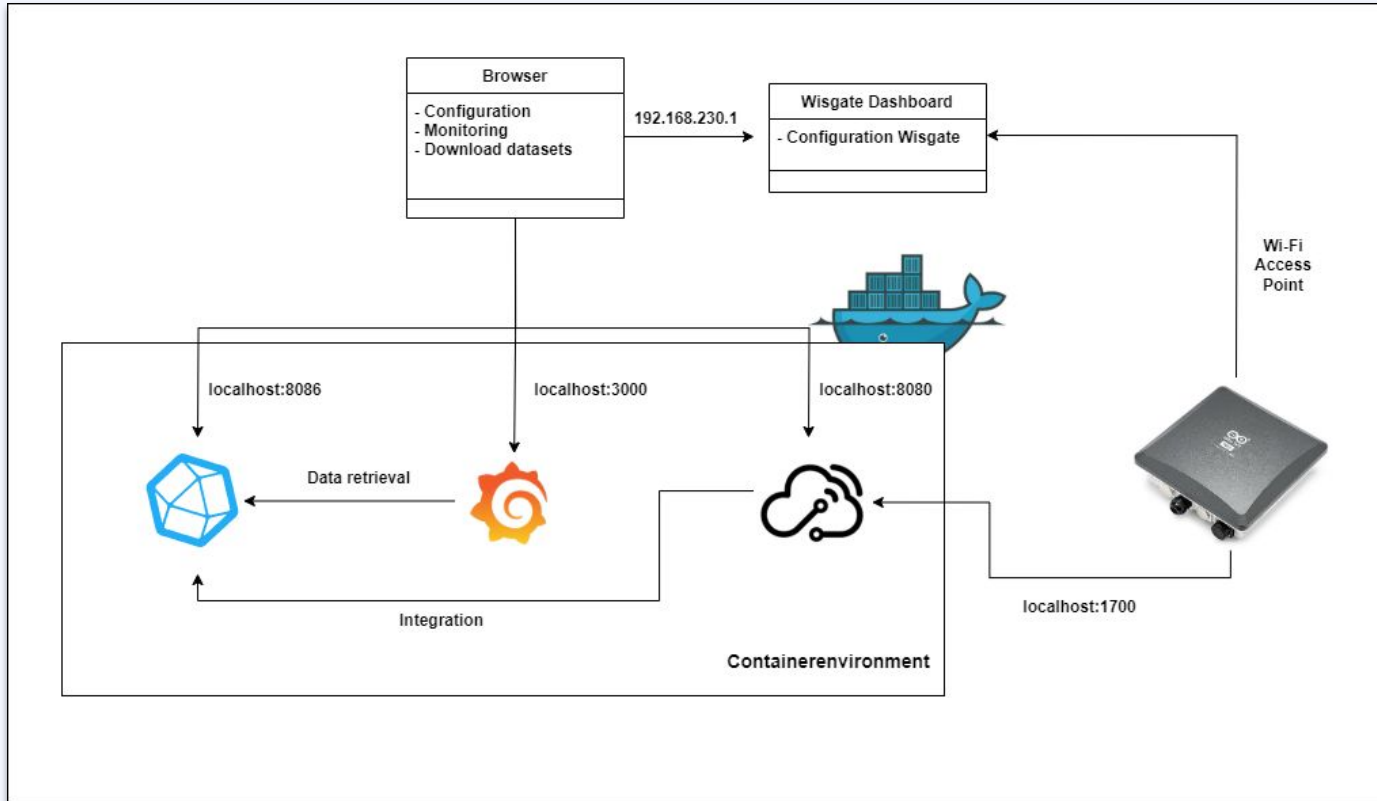 Browser
- Configuration
- Monitoring
- Download datasets
192.168.230.1
Wisgate Dashboard
- Configuration Wisgate
Wi-Fi
Access
Point
localhost:8086
localhost:3000
localhost:8080
Data retrieval
Integration
localhost:1700
Containerenvironment